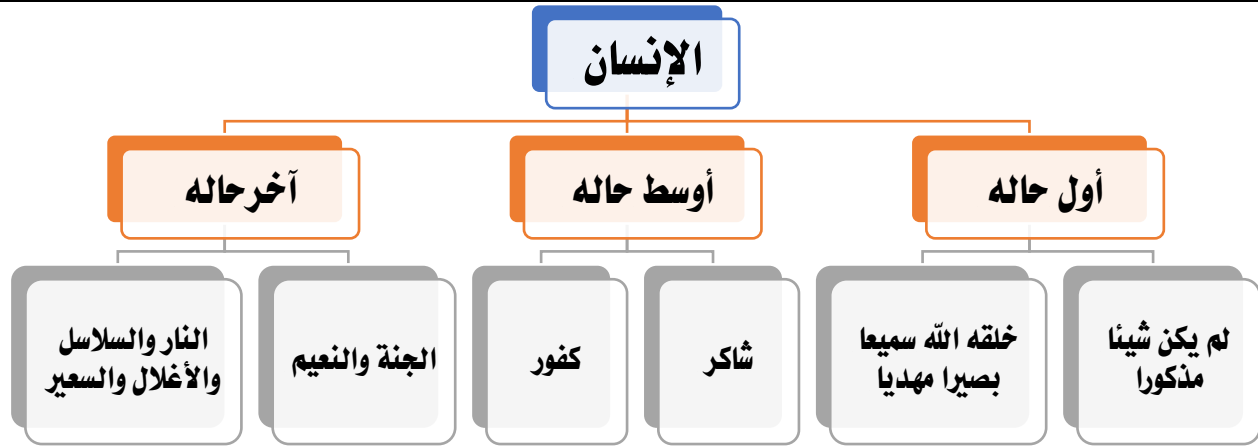 الإنسان
أول حاله
أوسط حاله
آخرحاله
لم يكن شيئا
مذكورا
خلقه الله سميعا
بصيرا مهديا
شاكر
كفور
الجنة والنعيم
النار والسلاسل
والأغلال والسعير